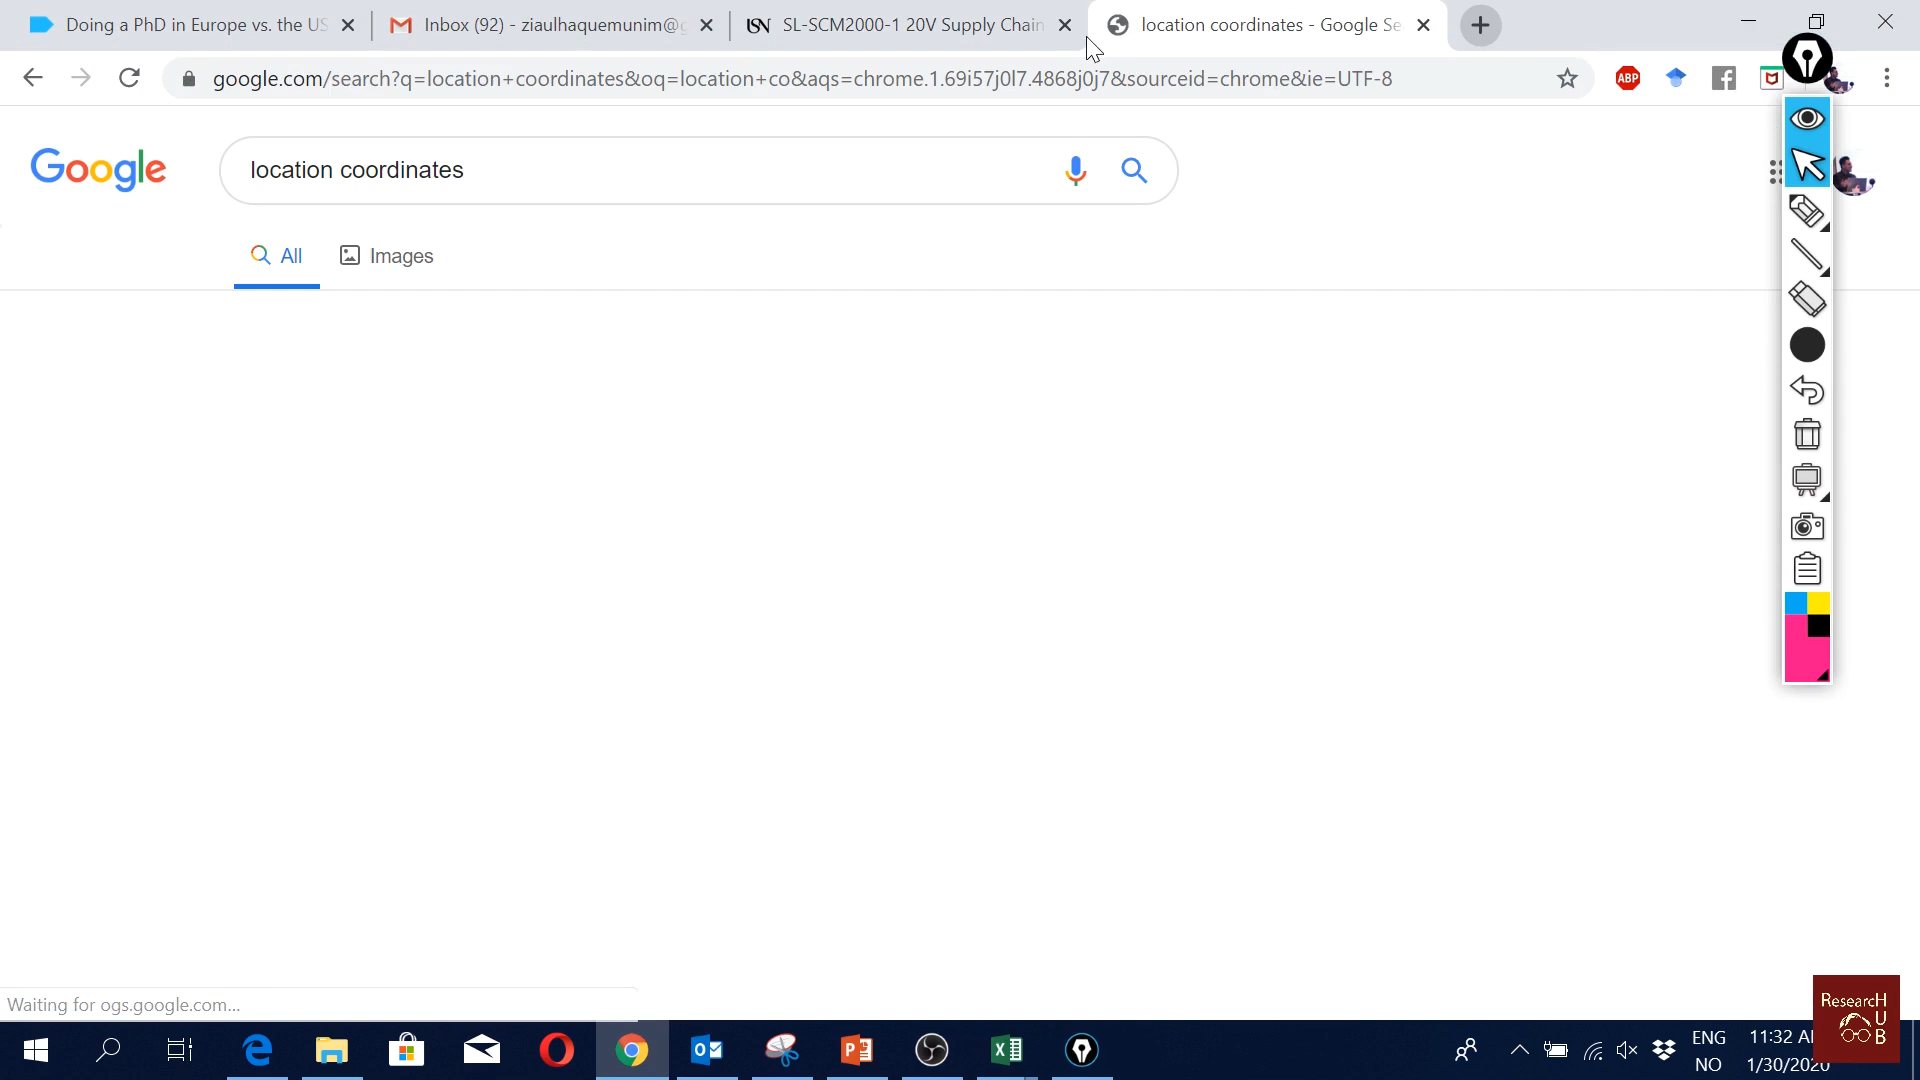 Doing a PhD in Europe vs. the US
Inbox (92) - ziaulhaquemunim@g
USN SL-SCM2000-1 20V Supply Chain
location coordinates - Google Se
google.com/search?q=location+coordinates&oq=location+co&aqs=chrome.1.69i57j0l7.4868j0j7&sourceid=chrome&ie=UTF-8
ABP
Google
location coordinates
All
Images
Waiting for ogs.google.com...
ResearcH
U
B
ENG
NO
11:32 A
1/30/2020